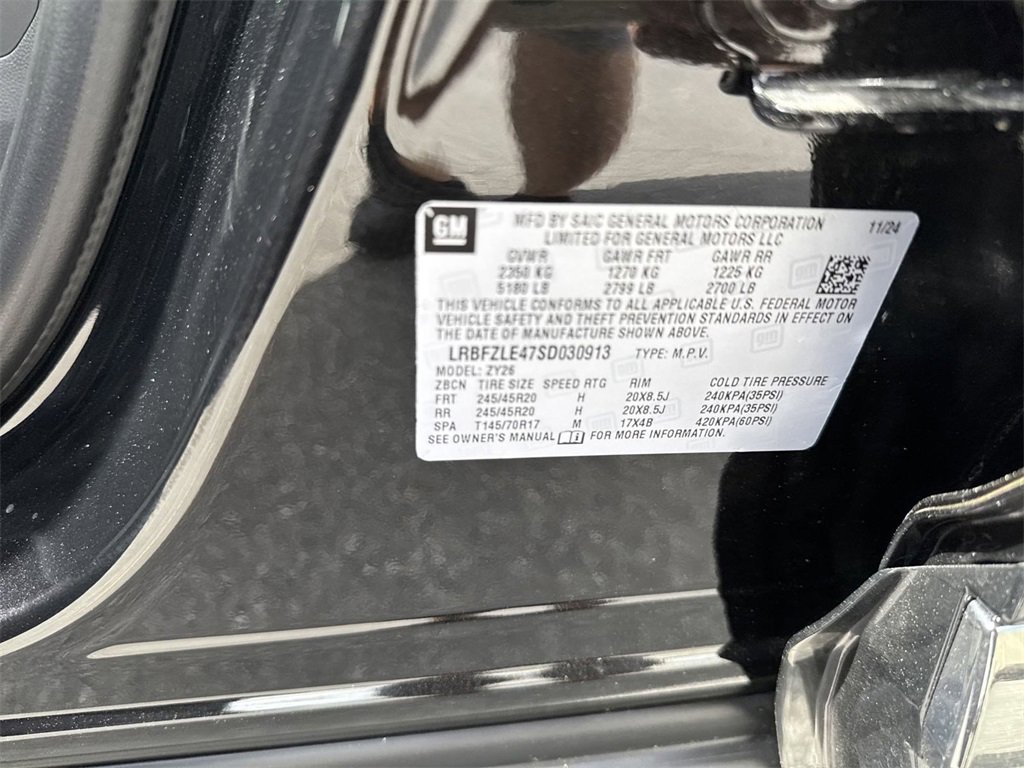 GM MFD BY SAIC GENERAL MOTORS CORPORATION 11/24
LIMITED FOR GENERAL MOTORS LLC
GVWR GAWR FRT GAWR RR
2350 KG 1270 KG 1225 KG
5180 LB 2799 LB 2700 LB
THIS VEHICLE CONFORMS TO ALL APPLICABLE U.S. FEDERAL MOTOR
VEHICLE SAFETY AND THEFT PREVENTION STANDARDS IN EFFECT ON
THE DATE OF MANUFACTURE SHOWN ABOVE.
LRBFZLE47SD030913 TYPE: M.P.V.
MODEL: ZY26
ZBCN TIRE SIZE SPEED RTG RIM COLD TIRE PRESSURE
FRT 245/45R20 H 20X8.5J 240KPA(35PSI)
RR 245/45R20 H 20X8.5J 240KPA(35PSI)
SPA T145/70R17 M 17X4B 420KPA(60PSI)
SEE OWNER'S MANUAL FOR MORE INFORMATION.